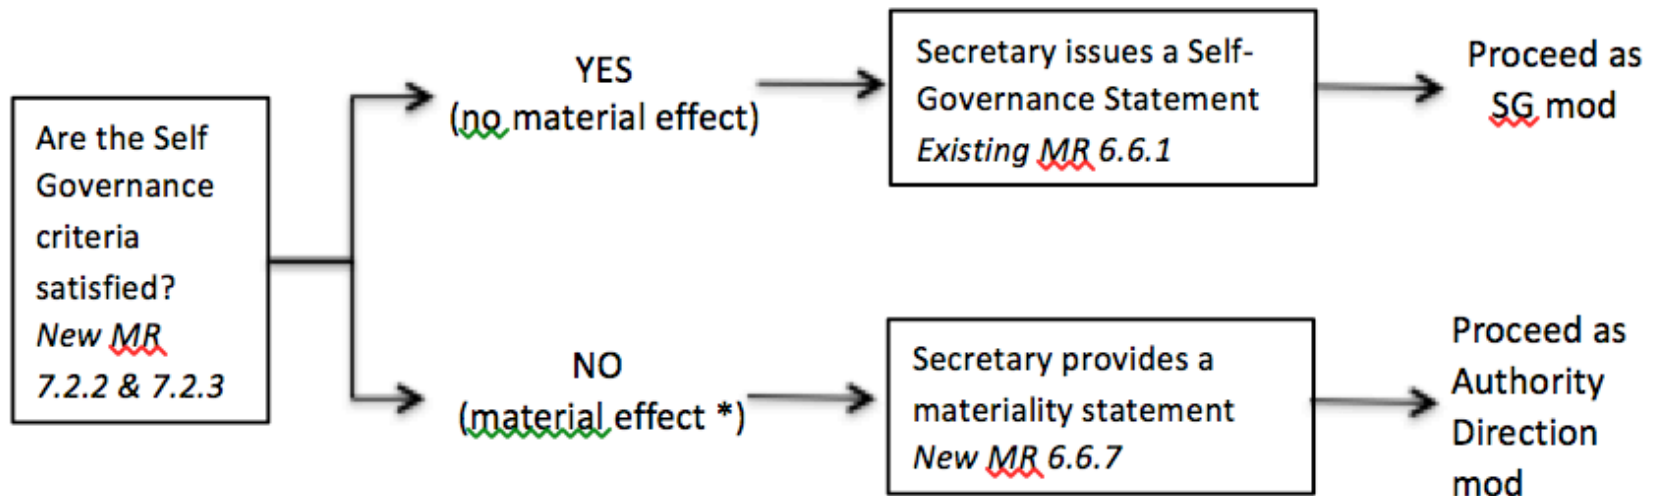 Are the Self
Governance
criteria
satisfied?
New MR
7.2.2 & 7.2.3
YES
(no material effect)
Secretary issues a Self-
Governance Statement
Existing MR 6.6.1
Proceed as
SG mod
NO
(material effect *)
Secretary provides a
materiality statement
New MR 6.6.7
Proceed as
Authority
Direction
mod